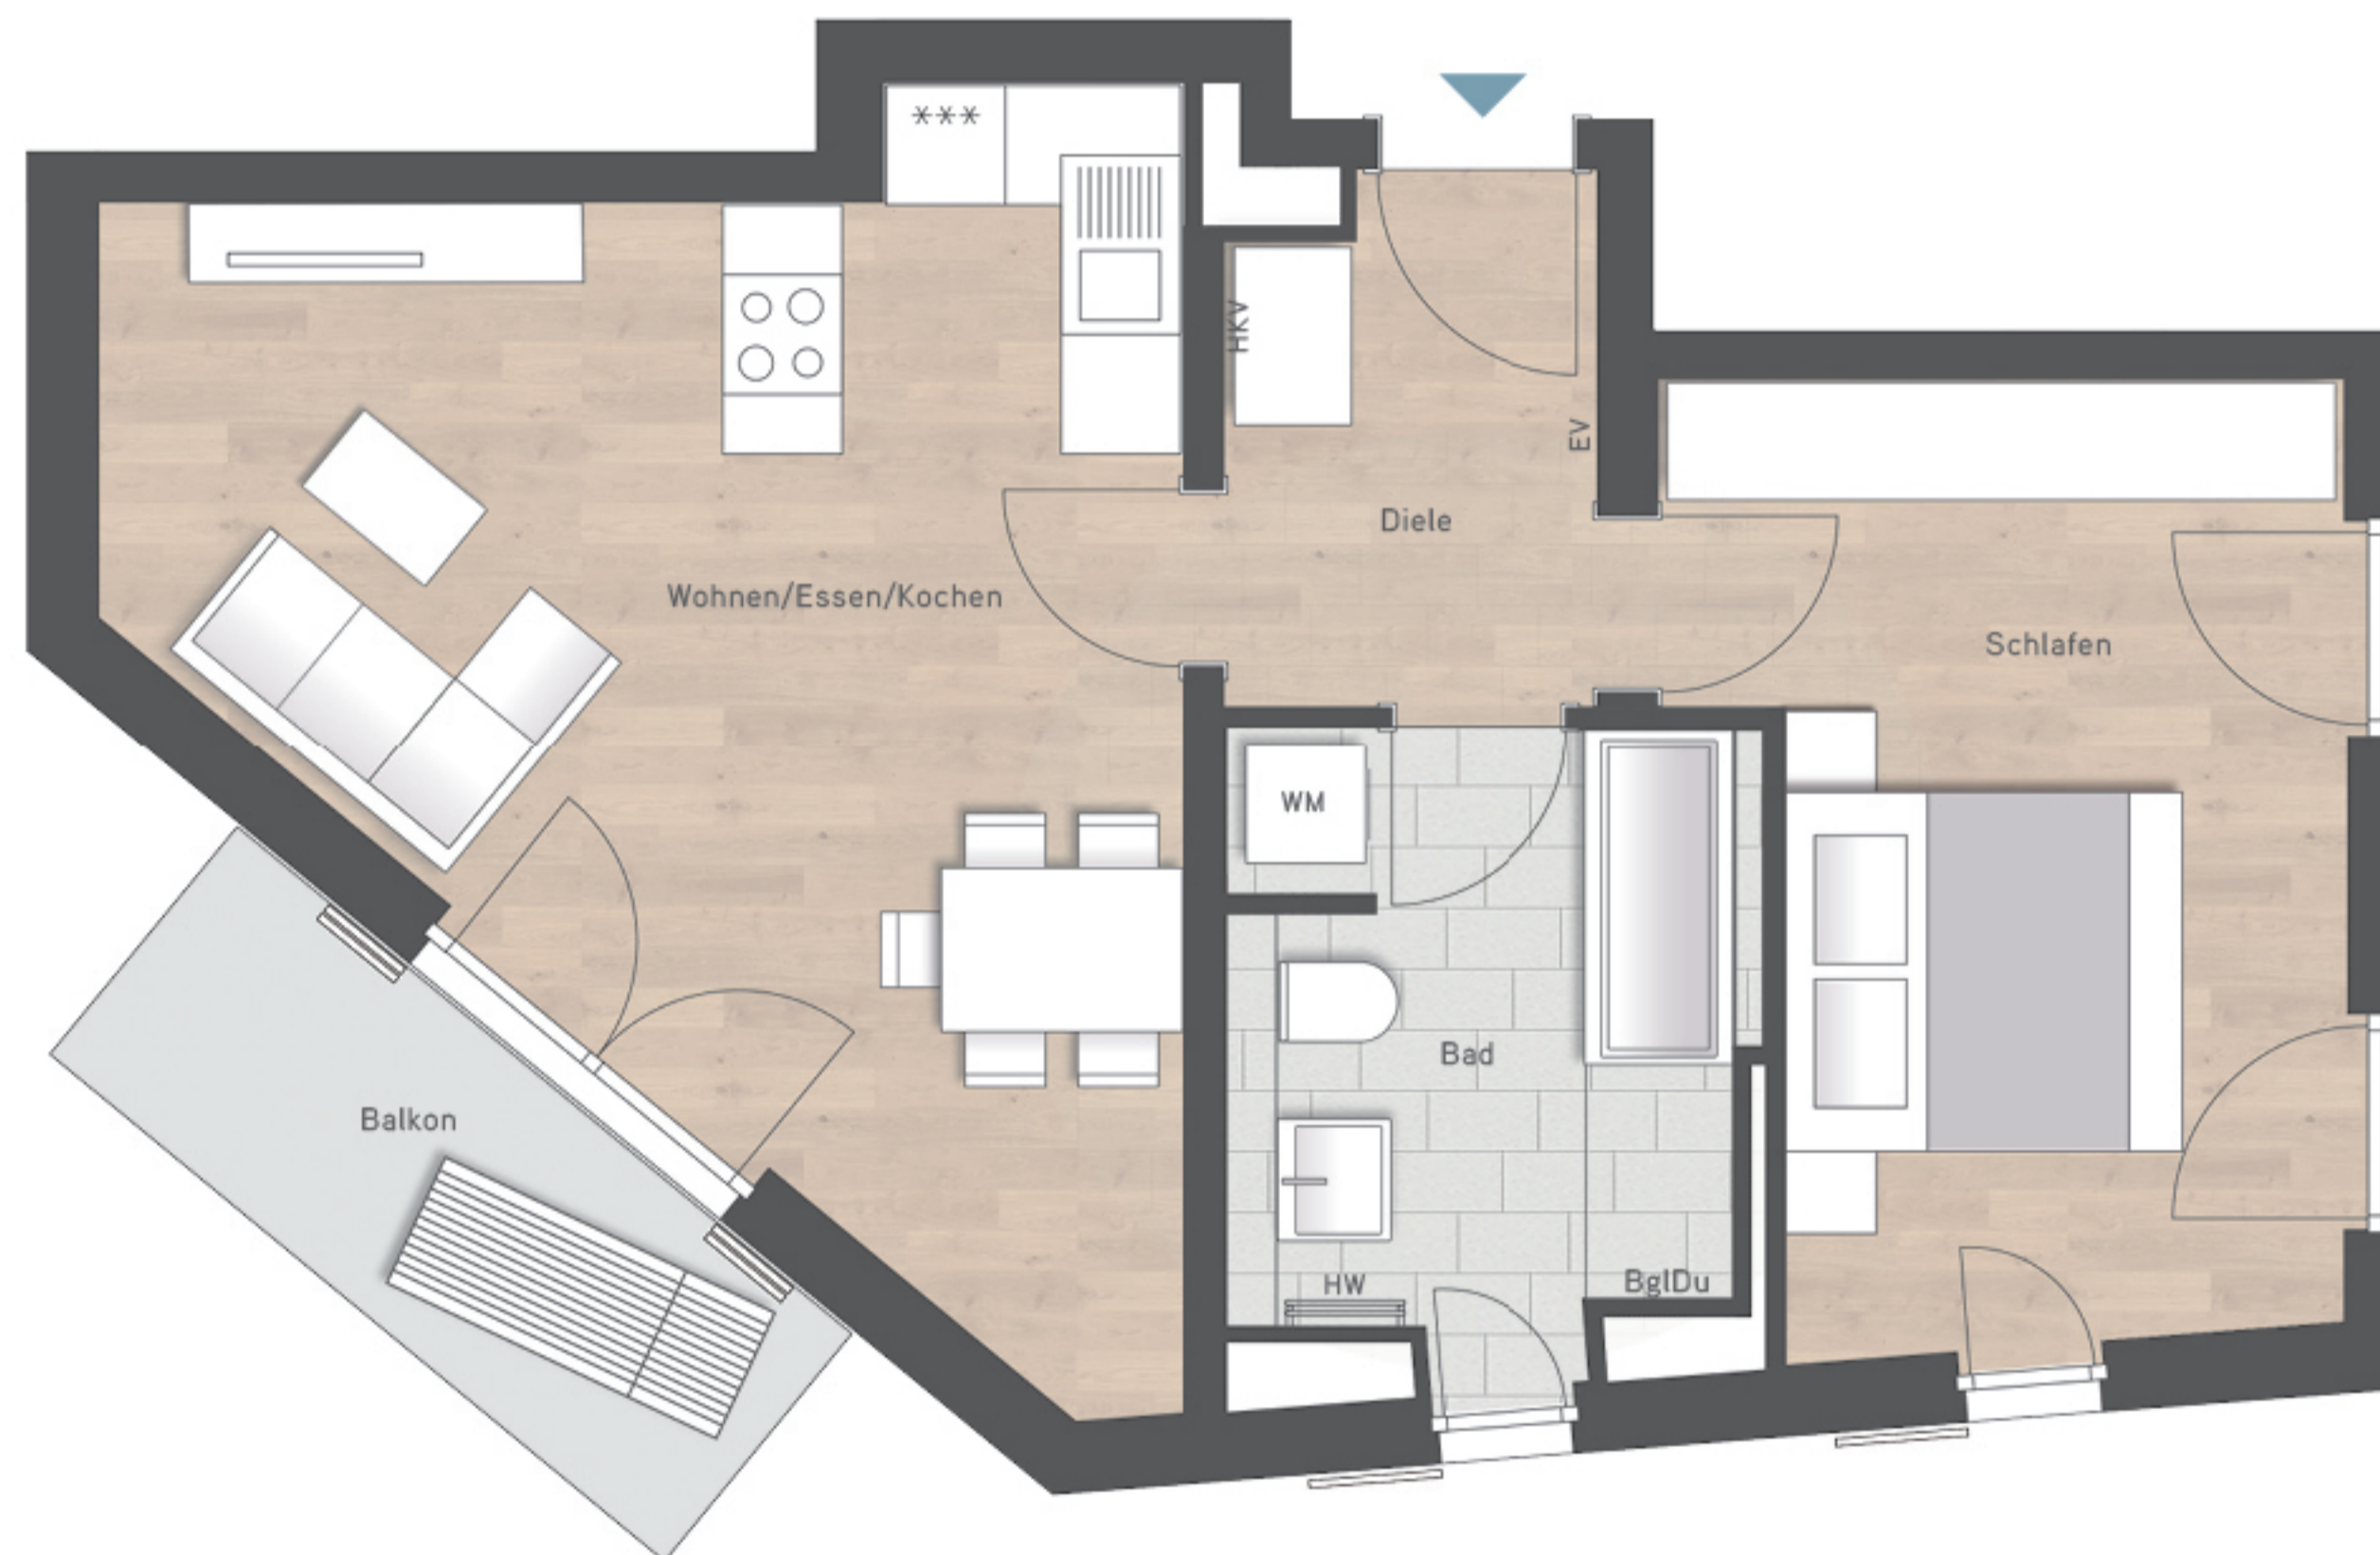 ***
HKV
EV
Diele
Wohnen/Essen/Kochen
Schlafen
WM
Bad
Balkon
HW
BglDu